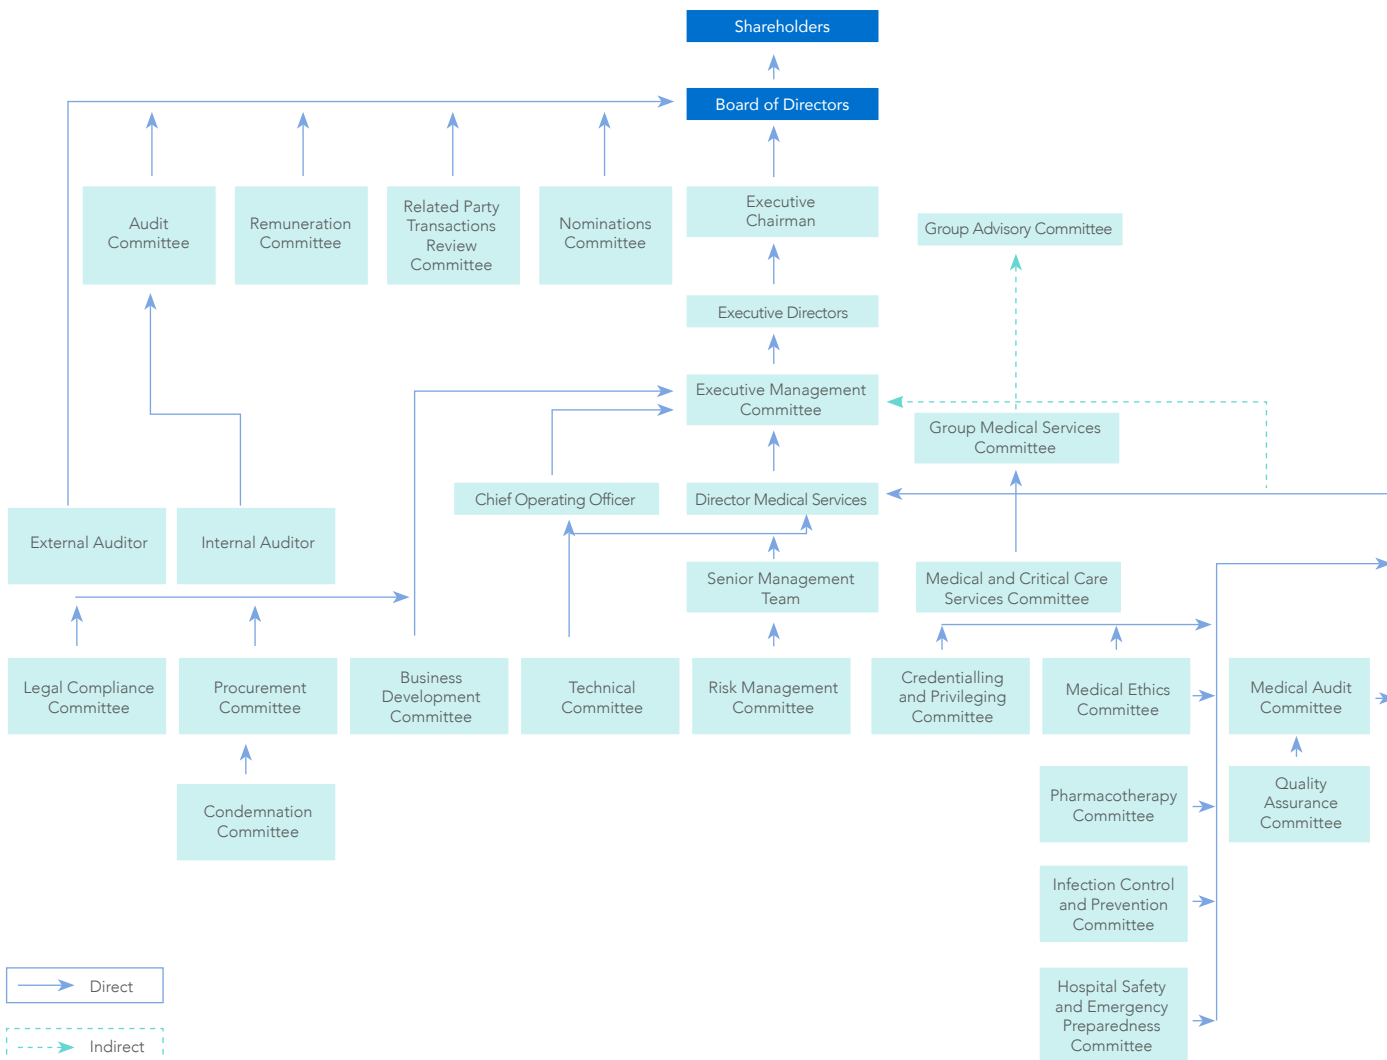 Shareholders
Board of Directors
Audit
Committee
Remuneration
Committee
Related Party
Transactions
Review
Committee
Nominations
Committee
Executive
Chairman
Group Advisory Committee
Executive Directors
Executive Management
Committee
Group Medical Services
Committee
Chief Operating Officer
Director Medical Services
External Auditor
Internal Auditor
Senior Management
Team
Medical and Critical Care
Services Committee
Legal Compliance
Committee
Procurement
Committee
Business
Development
Committee
Technical
Committee
Risk Management
Committee
Credentialling
and Privileging
Committee
Medical Ethics
Committee
Medical Audit
Committee
Condemnation
Committee
Pharmacotherapy
Committee
Quality
Assurance
Committee
Infection Control
and Prevention
Committee
Hospital Safety
and Emergency
Preparedness
Committee
Direct
Indirect